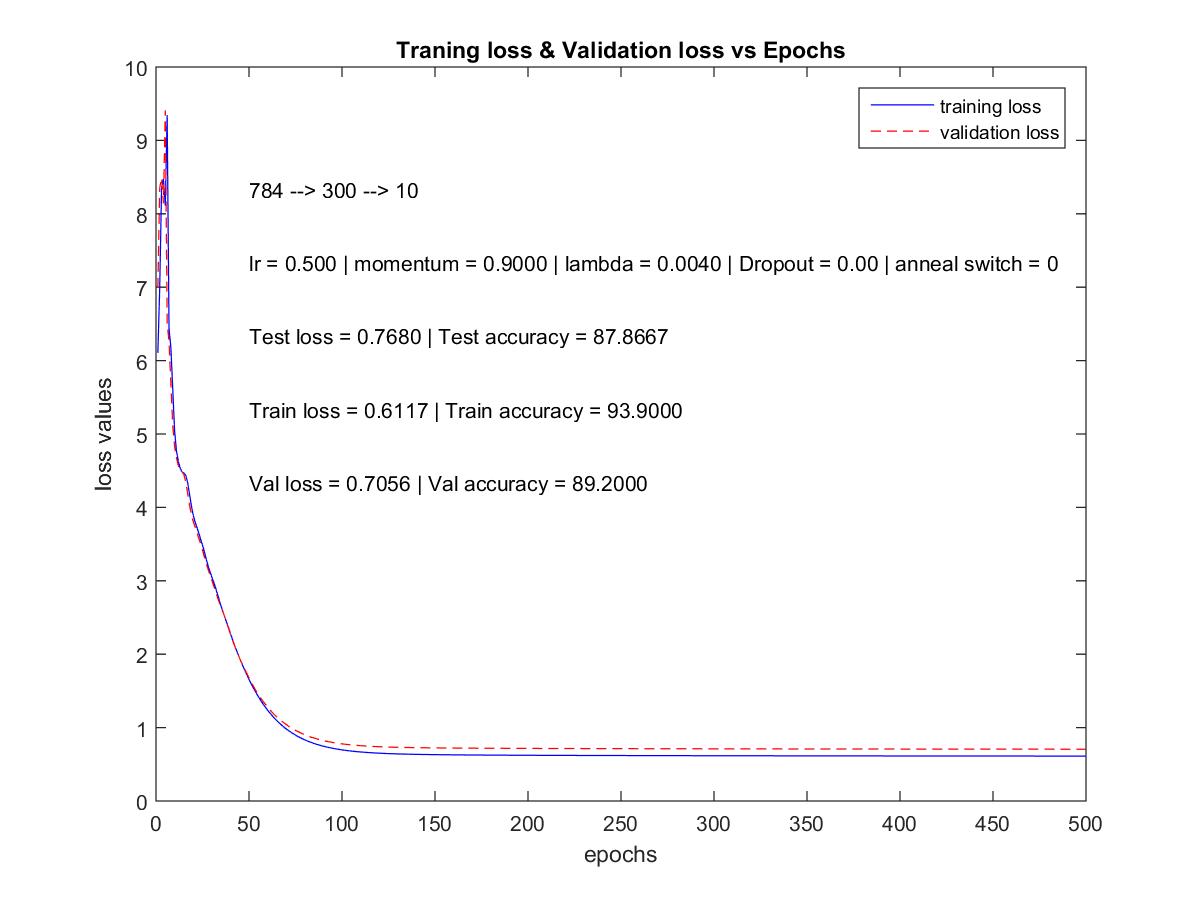 Traning loss & Validation loss vs Epochs
10
9
8
7
6
5
4
3
2
1
0
loss values
training loss
validation loss
784 --> 300 --> 10
lr = 0.500 | momentum = 0.9000 | lambda = 0.0040 | Dropout = 0.00 | anneal switch = 0
Test loss = 0.7680 | Test accuracy = 87.8667
Train loss = 0.6117 | Train accuracy = 93.9000
Val loss = 0.7056 | Val accuracy = 89.2000
0 50 100 150 200 250 300 350 400 450 500
epochs